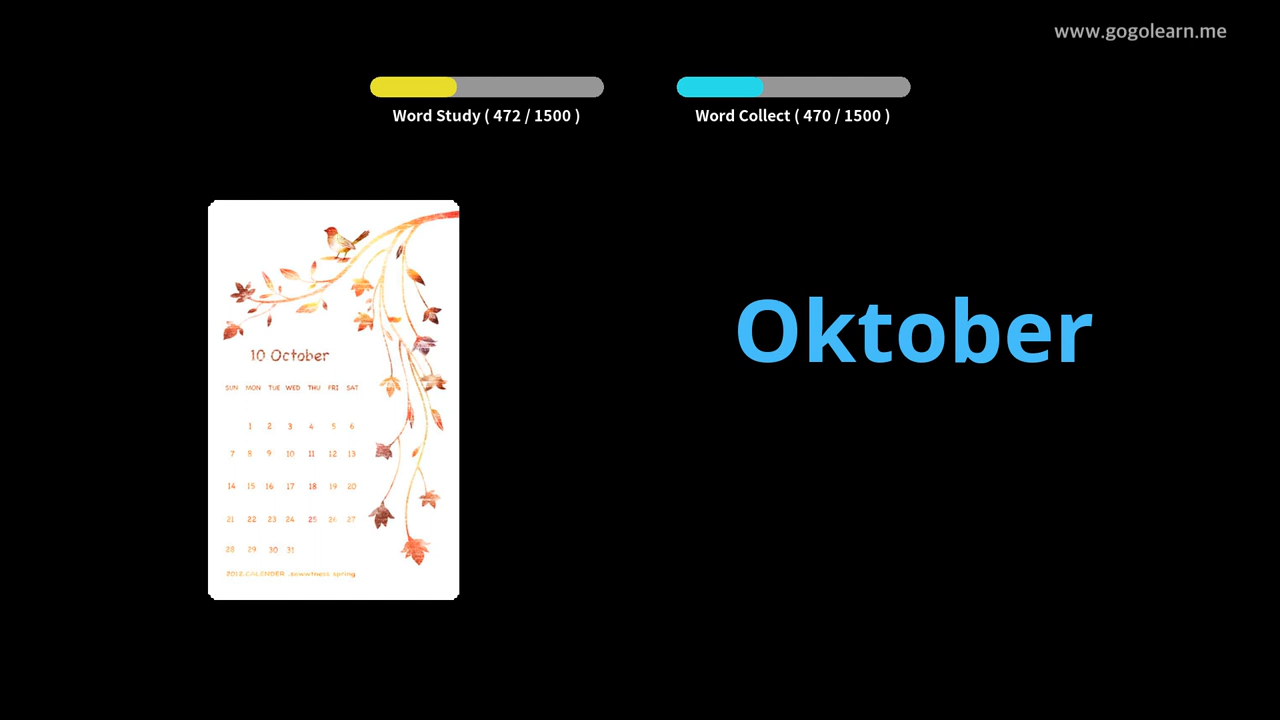 www.gogolearn.me
Word Study ( 472 / 1500 )
Word Collect ( 470 / 1500 )
Oktober
10 October
SUN MON TUE WED THU FRI SAT
1 2 3 4 5 6
7 8 9 10 11 12 13
14 15 16 17 18 19 20
21 22 23 24 25 26 27
28 29 30 31
2012.CALENDER